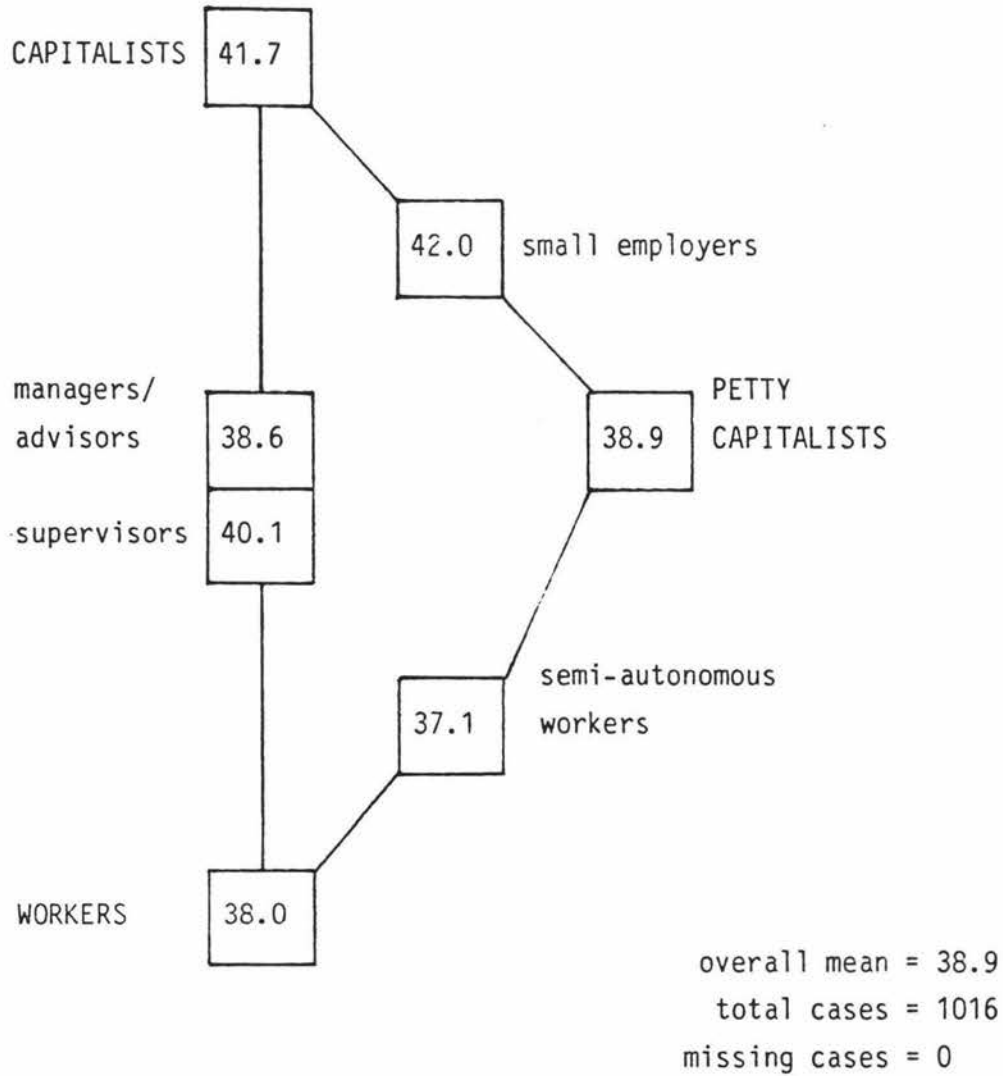 CAPITALISTS 41.7
42.0 small employers
managers/
advisors 38.6
PETTY
38.9 CAPITALISTS
supervisors 40.1
semi-autonomous
37.1 workers
WORKERS 38.0
overall mean = 38.9
total cases = 1016
missing cases = 0